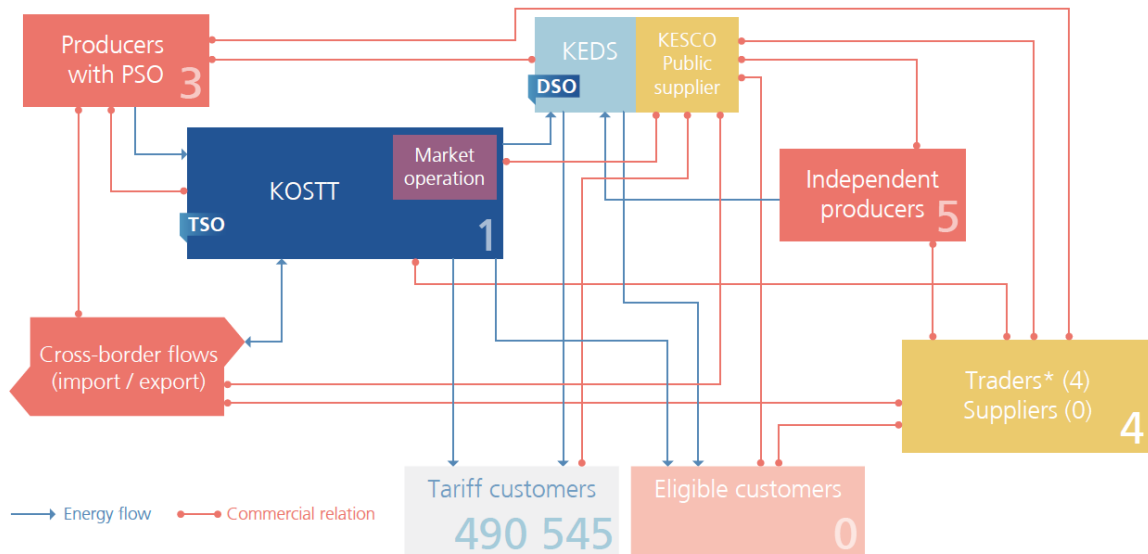 Producers
with PSO
3
KEDS
DSO
KESCO
Public
supplier
KOSTT
Market
operation
TSO
1
Independent
producers
5
Cross-border flows
(import / export)
Traders* (4)
Suppliers (0)
4
Tariff customers
490 545
Eligible customers
0
Energy flow
Commercial relation